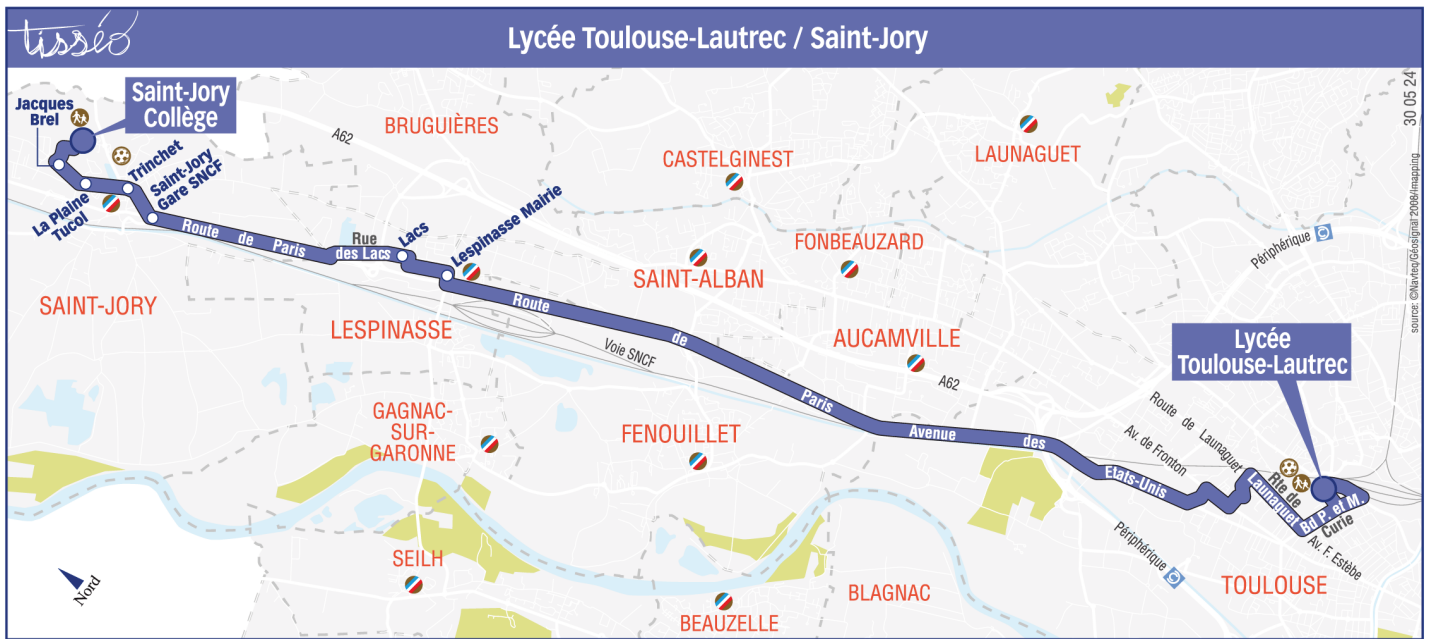 tisséo
Lycée Toulouse-Lautrec / Saint-Jory
30 05 24
source: ©Navteq/Géosignal 2006/Imapping
Jacques
Brel
Saint-Jory
Collège
Trinchet
Saint-Jory
Gare SNCF
La Plaine
Tucol
BRUGUIÈRES
A62
CASTELGINEST
LAUNAGUET
Périphérique
Route de Paris
Rue
des Lacs
Lacs
Lespinasse Mairie
FONBEAUZARD
SAINT-ALBAN
SAINT-JORY
LESPINASSE
Route de Paris
Voie SNCF
AUCAMVILLE
A62
Lycée
Toulouse-Lautrec
GAGNAC-
SUR-
GARONNE
FENOUILLET
Avenue des Etats-Unis
Route de Launaguet
Av. de Fronton
Rte de
Launaguet
Bd P. et M.
Curie
Av. F. Estèbe
Périphérique
SEILH
BEAUZELLE
BLAGNAC
TOULOUSE
Nord